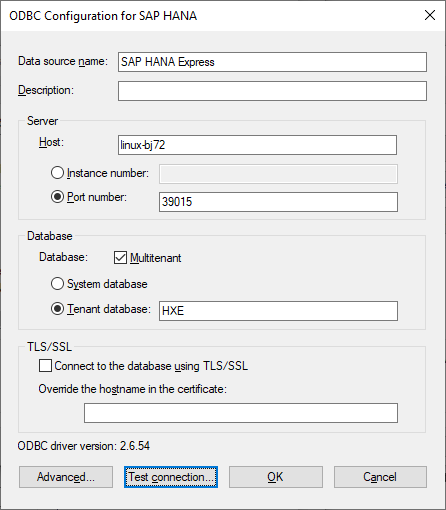 ODBC Configuration for SAP HANA
Data source name: SAP HANA Express
Description:
Server
Host: linux-bj72
Instance number:
Port number: 39015
Database
Database: Multitenant
System database
Tenant database: HXE
TLS/SSL
Connect to the database using TLS/SSL
Override the hostname in the certificate:
ODBC driver version: 2.6.54
Advanced... Test connection... OK Cancel